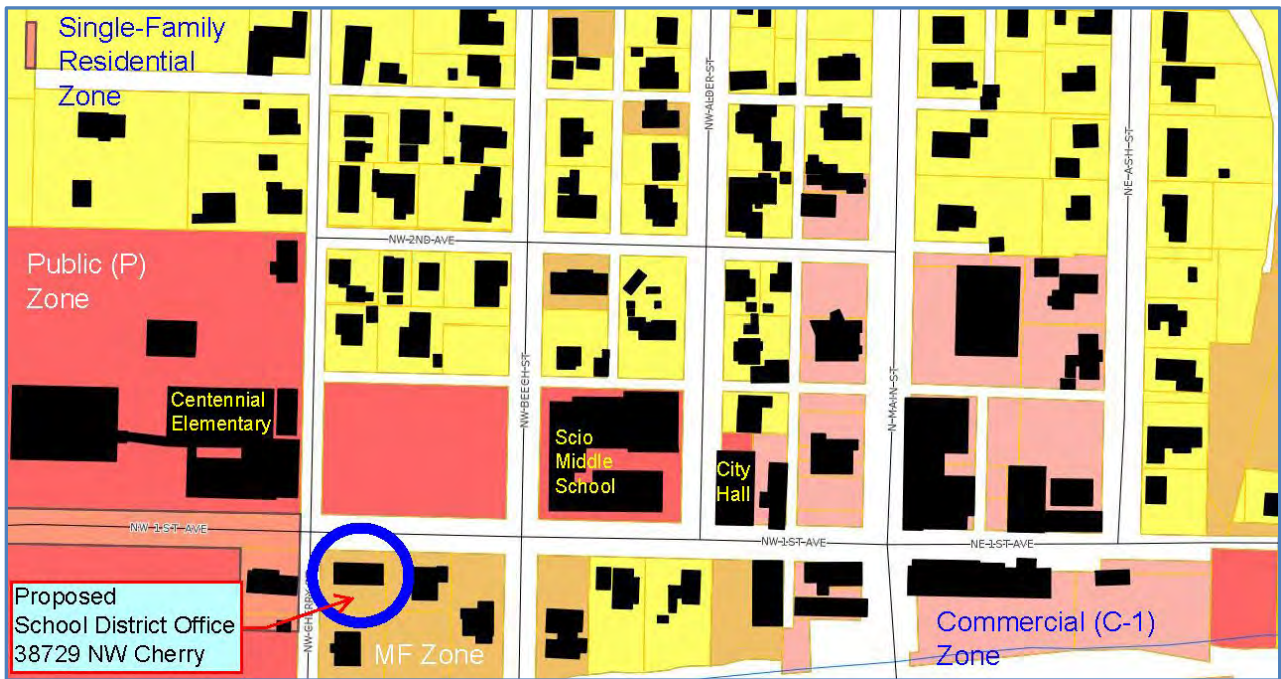 Single-Family
Residential
Zone
NW ALDER ST
NE ASH ST
NW 2ND AVE
Public (P)
Zone
NW BEECH ST
N MAIN ST
Centennial
Elementary
Scio
Middle
School
City
Hall
NW 1ST AVE
NW 1ST AVE
NE 1ST AVE
Proposed
School District Office
38729 NW Cherry
MF Zone
Commercial (C-1)
Zone